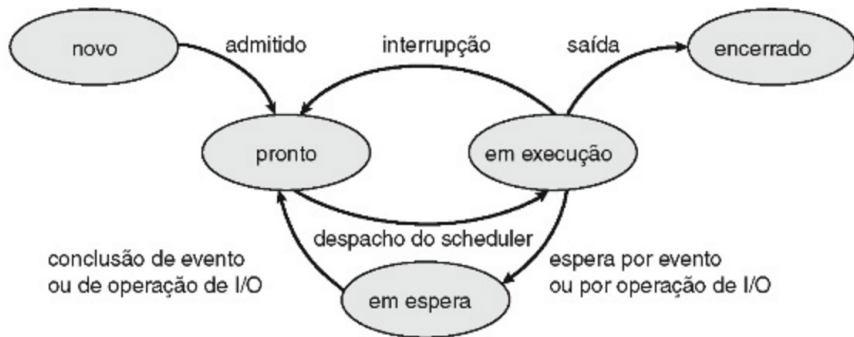 novo
admitido
interrupção
saída
encerrado
pronto
em execução
despacho do scheduler
conclusão de evento
ou de operação de I/O
espera por evento
ou por operação de I/O
em espera